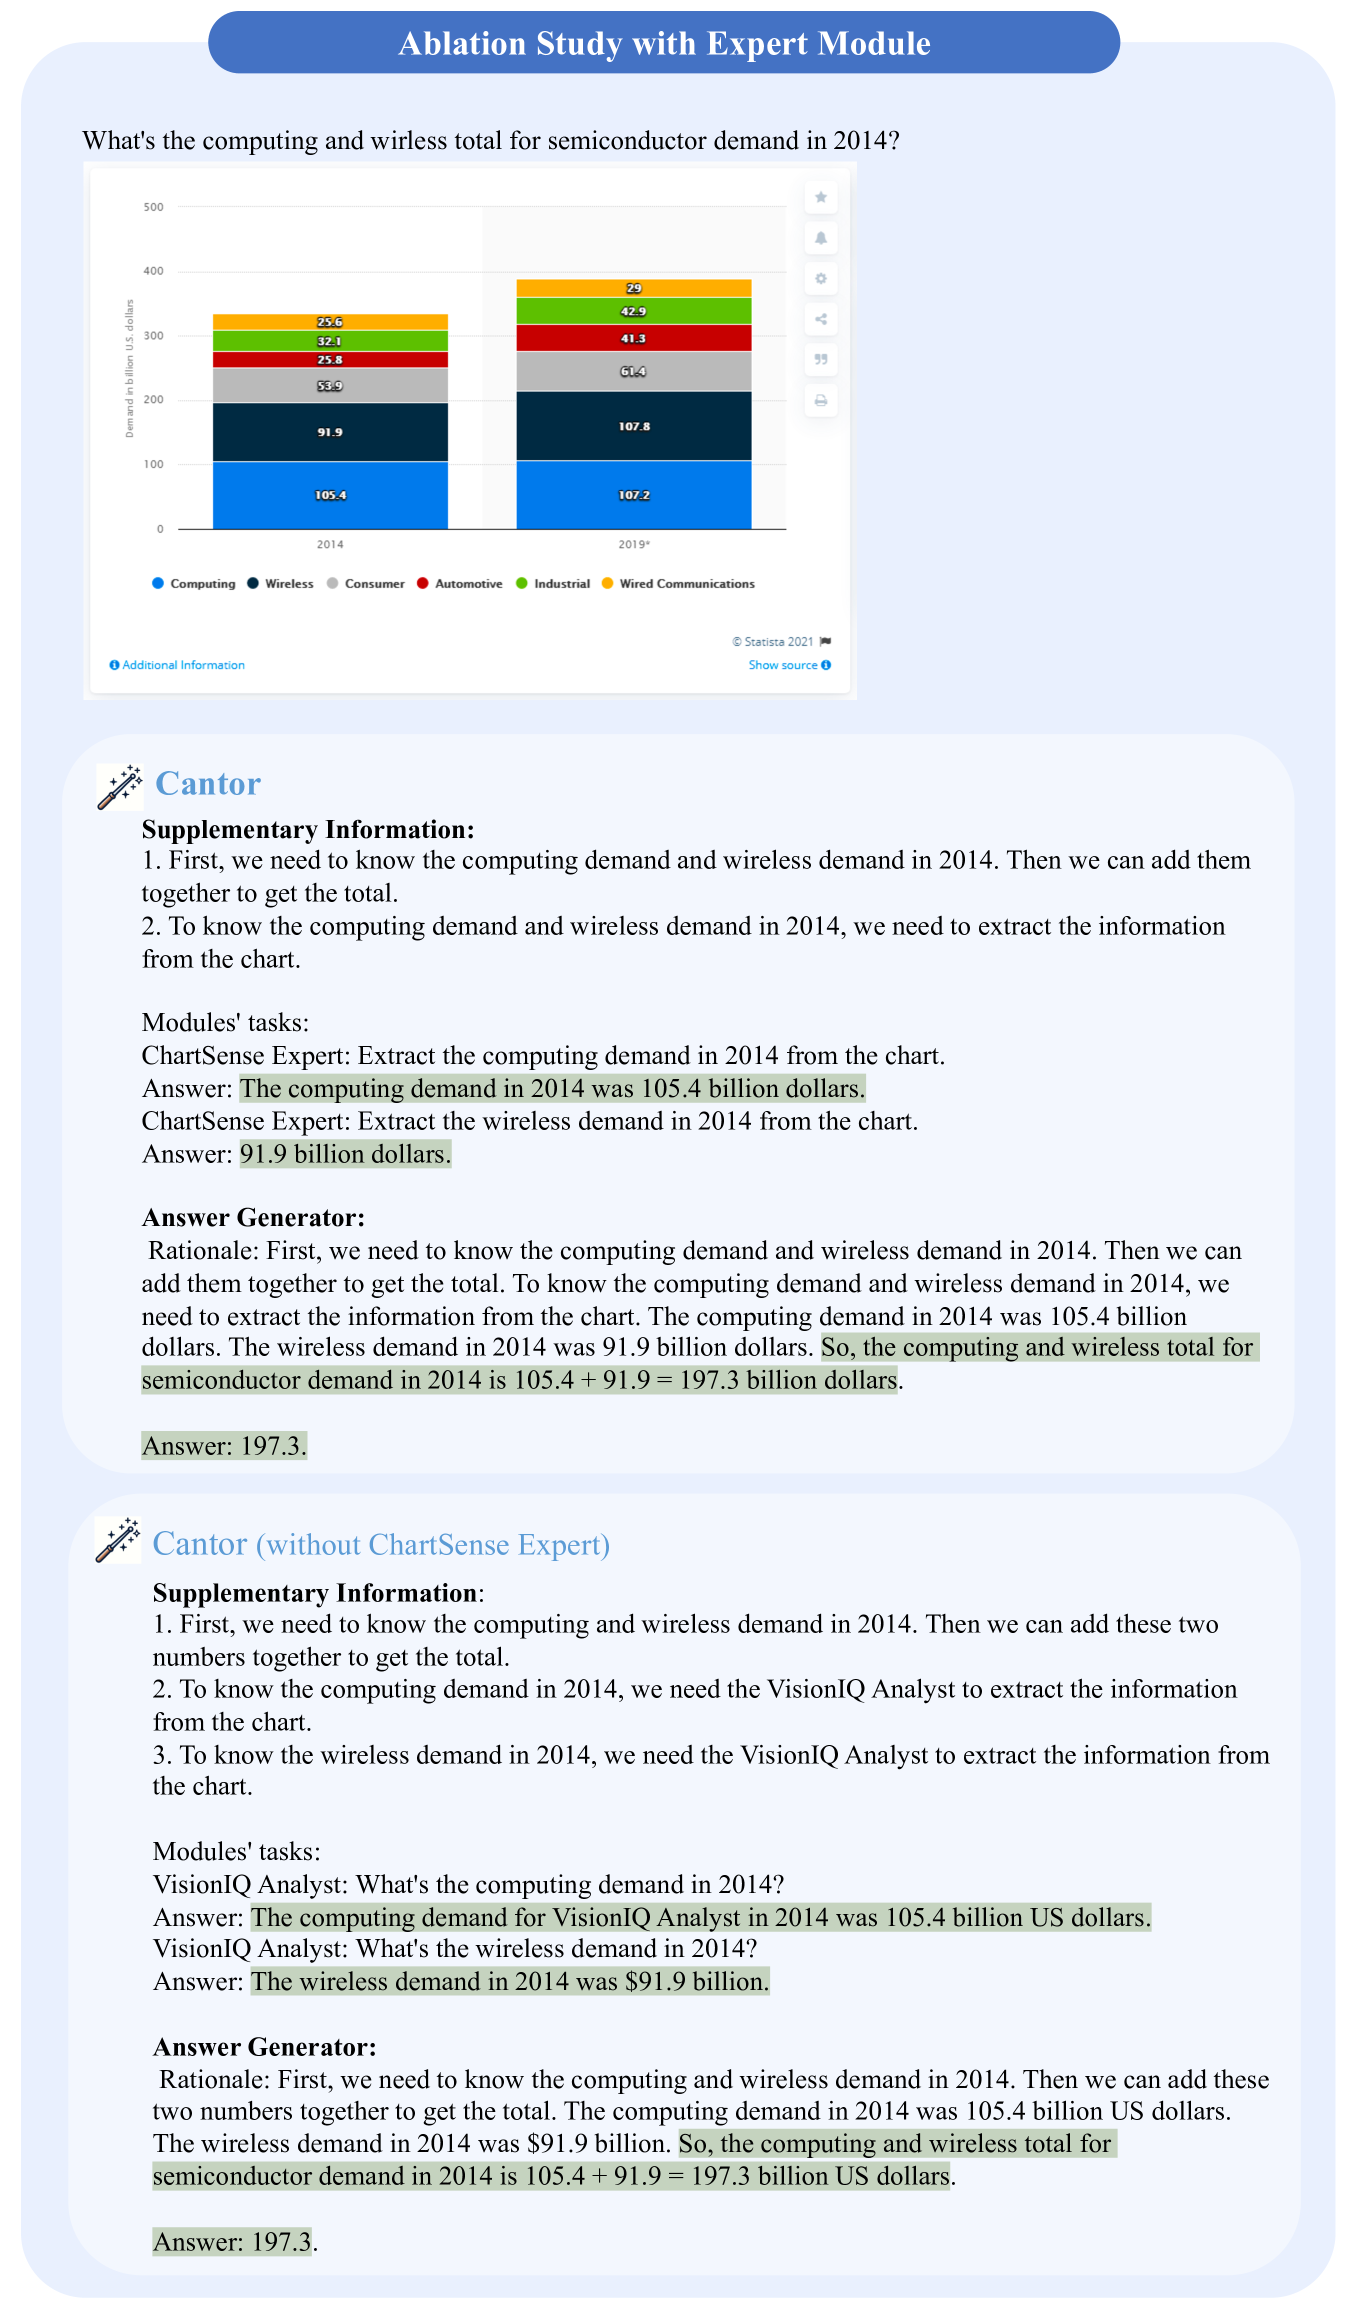 Ablation Study with Expert Module
What's the computing and wirless total for semiconductor demand in 2014?
500
400
300
200
100
0
Demand in billion U.S. dollars
25.6
32.1
25.8
53.9
91.9
105.4
29
42.9
41.3
61.4
107.8
107.2
2014
2019*
Computing
Wireless
Consumer
Automotive
Industrial
Wired Communications
© Statista 2021
Additional Information
Show source
Cantor
Supplementary Information:
1. First, we need to know the computing demand and wireless demand in 2014. Then we can add them
together to get the total.
2. To know the computing demand and wireless demand in 2014, we need to extract the information
from the chart.
Modules' tasks:
ChartSense Expert: Extract the computing demand in 2014 from the chart.
Answer: The computing demand in 2014 was 105.4 billion dollars.
ChartSense Expert: Extract the wireless demand in 2014 from the chart.
Answer: 91.9 billion dollars.
Answer Generator:
Rationale: First, we need to know the computing demand and wireless demand in 2014. Then we can
add them together to get the total. To know the computing demand and wireless demand in 2014, we
need to extract the information from the chart. The computing demand in 2014 was 105.4 billion
dollars. The wireless demand in 2014 was 91.9 billion dollars. So, the computing and wireless total for
semiconductor demand in 2014 is 105.4 + 91.9 = 197.3 billion dollars.
Answer: 197.3.
Cantor (without ChartSense Expert)
Supplementary Information:
1. First, we need to know the computing and wireless demand in 2014. Then we can add these two
numbers together to get the total.
2. To know the computing demand in 2014, we need the VisionIQ Analyst to extract the information
from the chart.
3. To know the wireless demand in 2014, we need the VisionIQ Analyst to extract the information from
the chart.
Modules' tasks:
VisionIQ Analyst: What's the computing demand in 2014?
Answer: The computing demand for VisionIQ Analyst in 2014 was 105.4 billion US dollars.
VisionIQ Analyst: What's the wireless demand in 2014?
Answer: The wireless demand in 2014 was $91.9 billion.
Answer Generator:
Rationale: First, we need to know the computing and wireless demand in 2014. Then we can add these
two numbers together to get the total. The computing demand in 2014 was 105.4 billion US dollars.
The wireless demand in 2014 was $91.9 billion. So, the computing and wireless total for
semiconductor demand in 2014 is 105.4 + 91.9 = 197.3 billion US dollars.
Answer: 197.3.